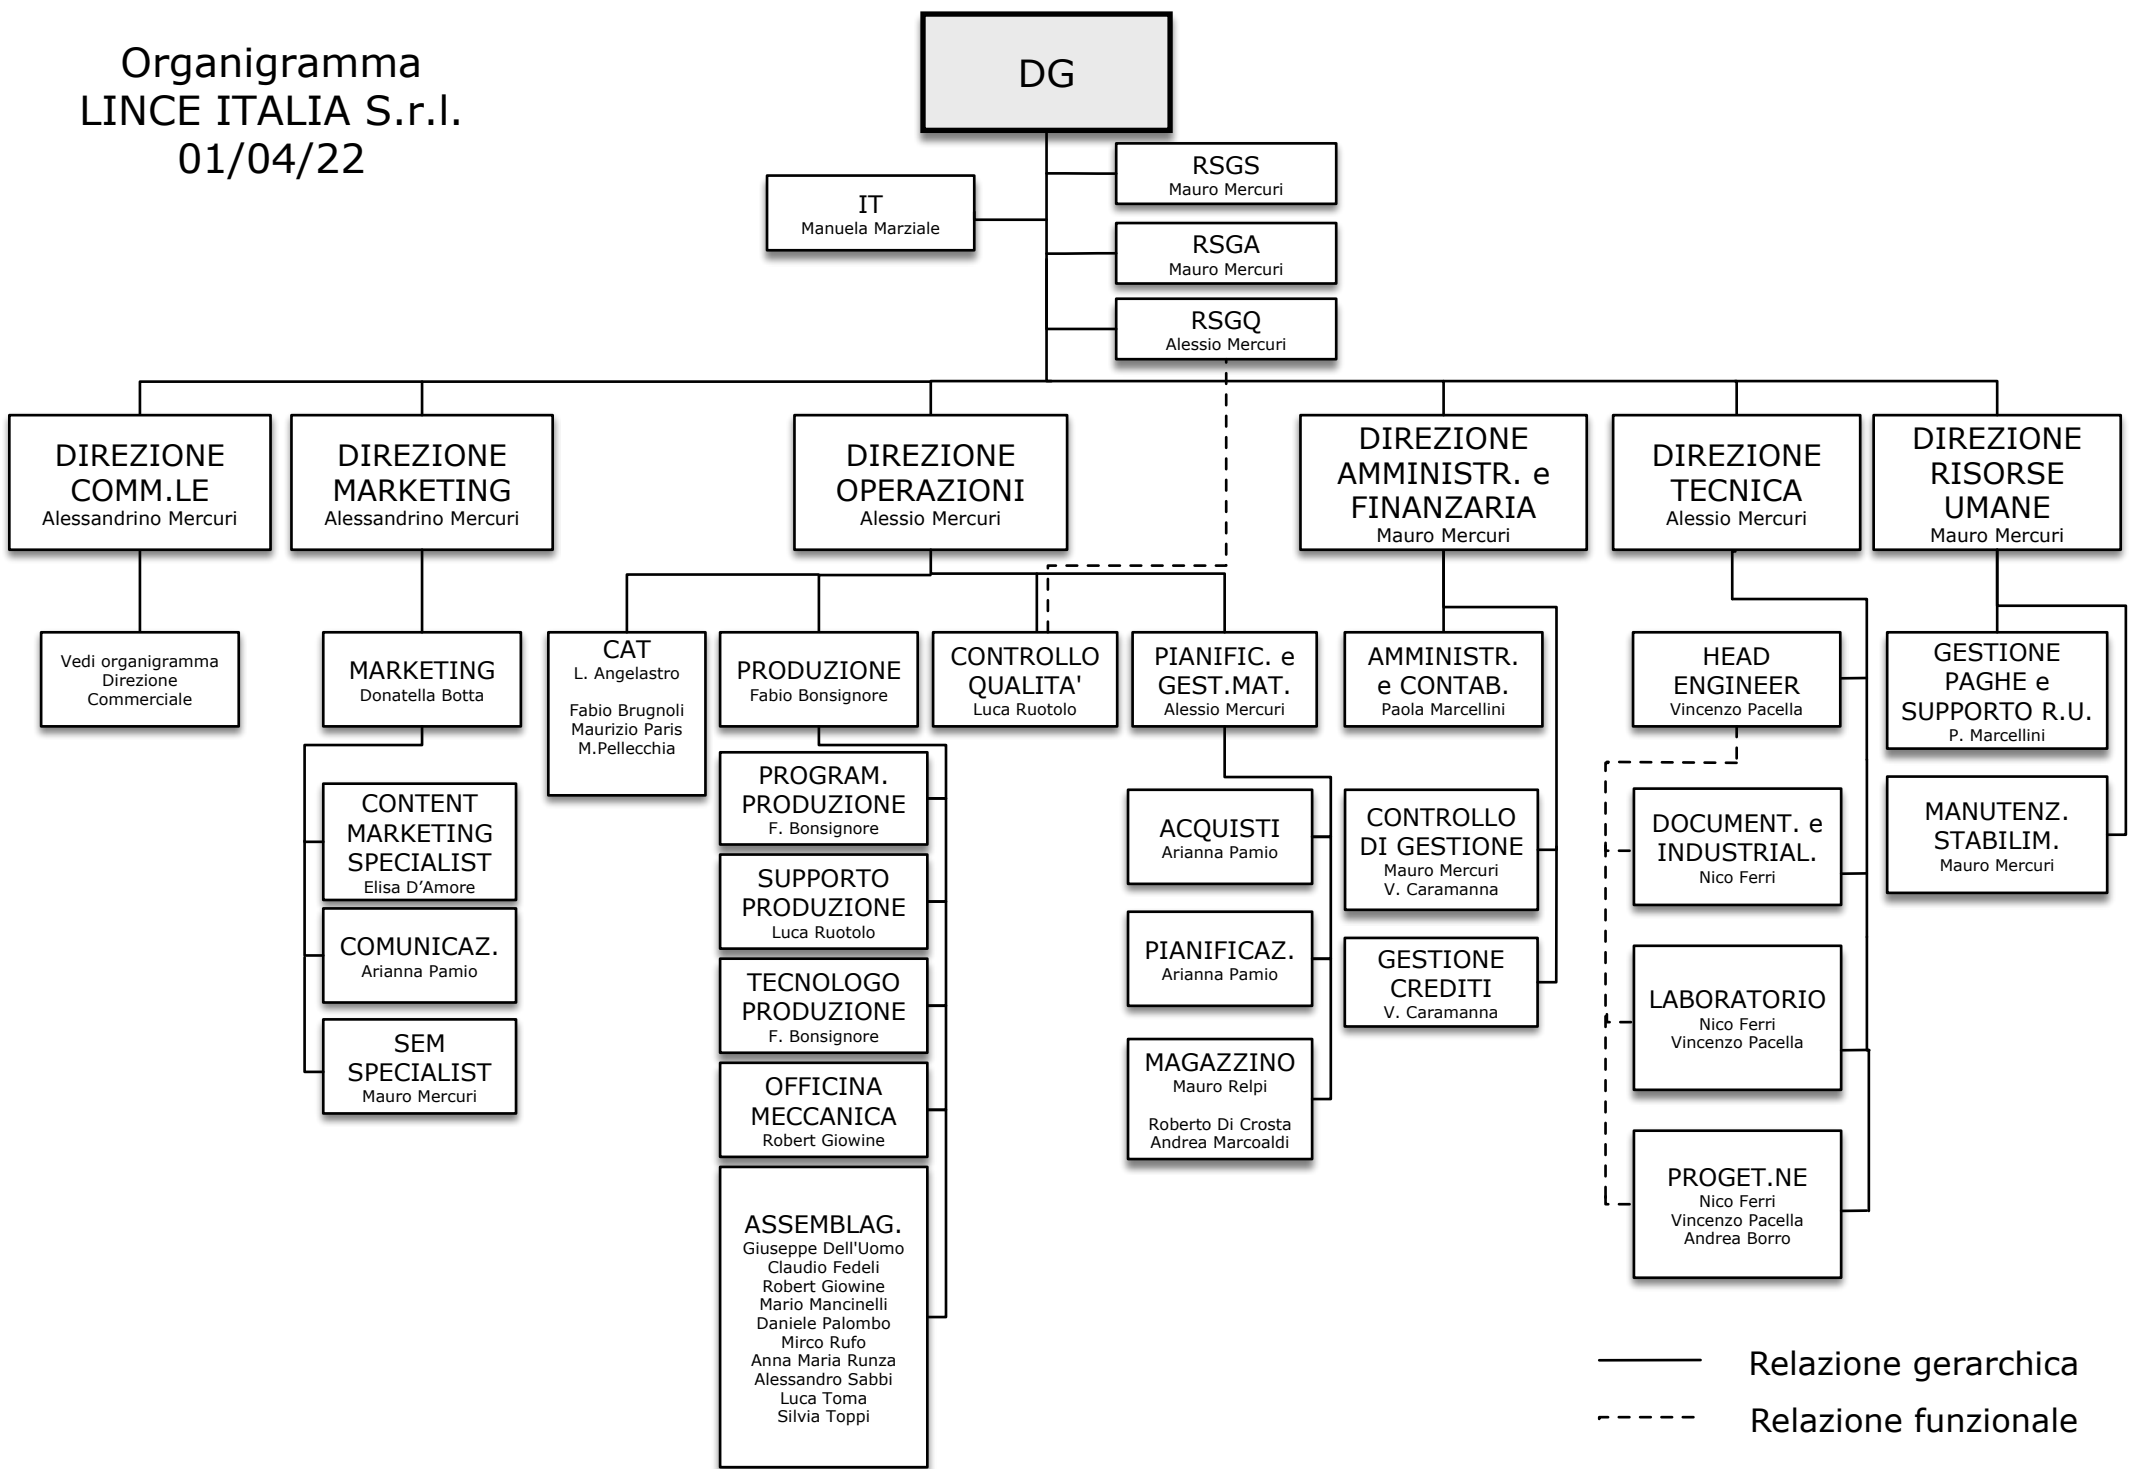 Organigramma
LINCE ITALIA S.r.l.
01/04/22
DG
IT
Manuela Marziale
RSGS
Mauro Mercuri
RSGA
Mauro Mercuri
RSGQ
Alessio Mercuri
DIREZIONE
COMM.LE
Alessandrino Mercuri
DIREZIONE
MARKETING
Alessandrino Mercuri
DIREZIONE
OPERAZIONI
Alessio Mercuri
DIREZIONE
AMMINISTR. e
FINANZARIA
Mauro Mercuri
DIREZIONE
TECNICA
Alessio Mercuri
DIREZIONE
RISORSE
UMANE
Mauro Mercuri
Vedi organigramma
Direzione
Commerciale
MARKETING
Donatella Botta
CAT
L. Angelastro
Fabio Brugnoli
Maurizio Paris
M.Pellecchia
PRODUZIONE
Fabio Bonsignore
CONTROLLO
QUALITA'
Luca Ruotolo
PIANIFIC. e
GEST.MAT.
Alessio Mercuri
AMMINISTR.
e CONTAB.
Paola Marcellini
HEAD
ENGINEER
Vincenzo Pacella
GESTIONE
PAGHE e
SUPPORTO R.U.
P. Marcellini
CONTENT
MARKETING
SPECIALIST
Elisa D’Amore
COMUNICAZ.
Arianna Pamio
SEM
SPECIALIST
Mauro Mercuri
PROGRAM.
PRODUZIONE
F. Bonsignore
SUPPORTO
PRODUZIONE
Luca Ruotolo
TECNOLOGO
PRODUZIONE
F. Bonsignore
OFFICINA
MECCANICA
Robert Giowine
ASSEMBLAG.
Giuseppe Dell'Uomo
Claudio Fedeli
Robert Giowine
Mario Mancinelli
Daniele Palombo
Mirco Rufo
Anna Maria Runza
Alessandro Sabbi
Luca Toma
Silvia Toppi
ACQUISTI
Arianna Pamio
PIANIFICAZ.
Arianna Pamio
MAGAZZINO
Mauro Relpi
Roberto Di Crosta
Andrea Marcoaldi
CONTROLLO
DI GESTIONE
Mauro Mercuri
V. Caramanna
GESTIONE
CREDITI
V. Caramanna
DOCUMENT. e
INDUSTRIAL.
Nico Ferri
LABORATORIO
Nico Ferri
Vincenzo Pacella
PROGET.NE
Nico Ferri
Vincenzo Pacella
Andrea Borro
MANUTENZ.
STABILIM.
Mauro Mercuri
Relazione gerarchica
Relazione funzionale